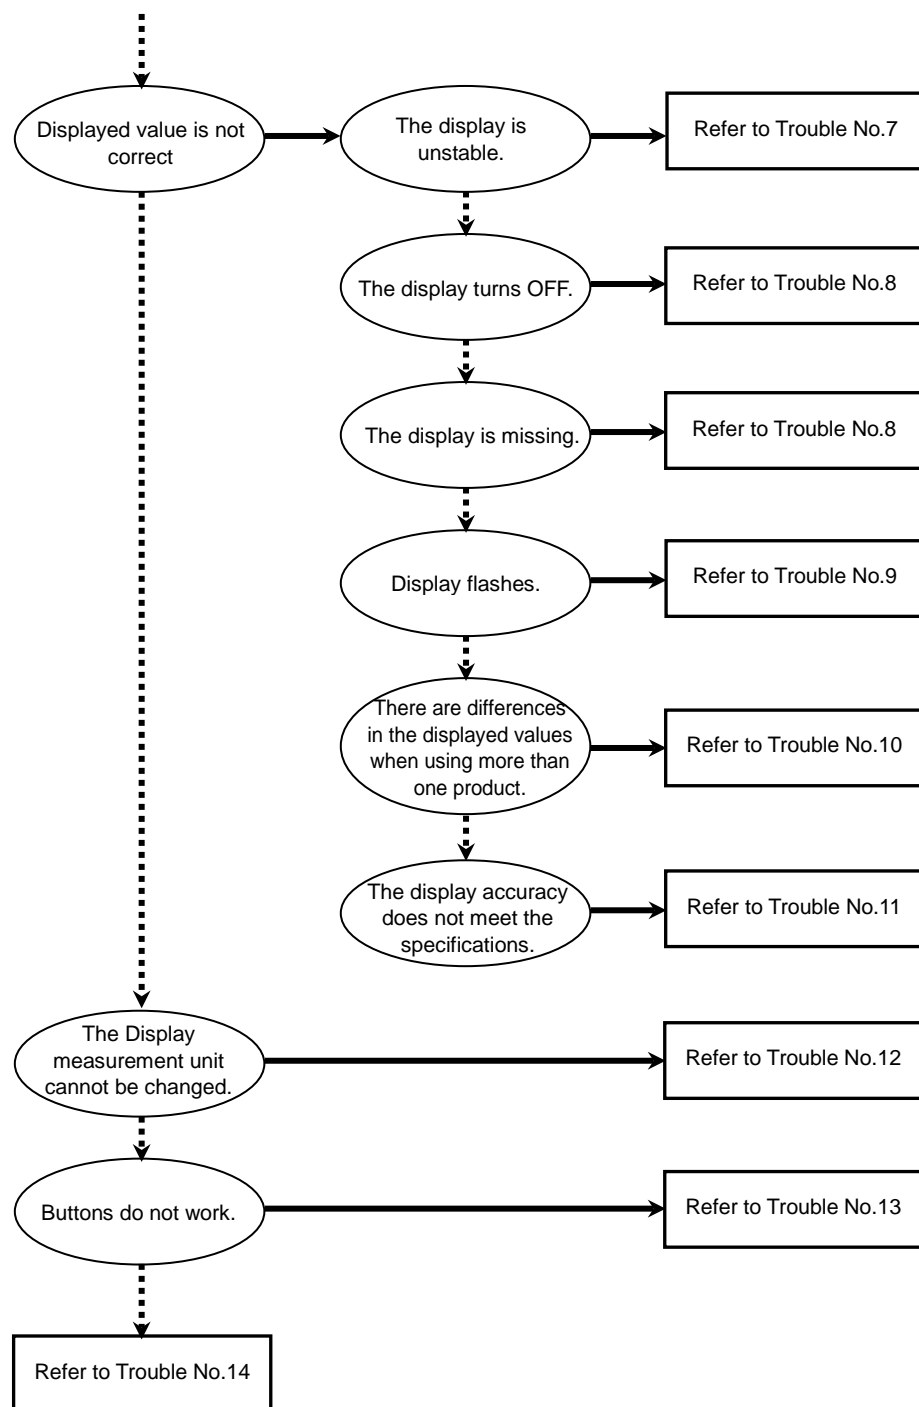 Displayed value is not
correct
The display is
unstable.
Refer to Trouble No.7
The display turns OFF.
Refer to Trouble No.8
The display is missing.
Refer to Trouble No.8
Display flashes.
Refer to Trouble No.9
There are differences
in the displayed values
when using more than
one product.
Refer to Trouble No.10
The display accuracy
does not meet the
specifications.
Refer to Trouble No.11
The Display
measurement unit
cannot be changed.
Refer to Trouble No.12
Buttons do not work.
Refer to Trouble No.13
Refer to Trouble No.14